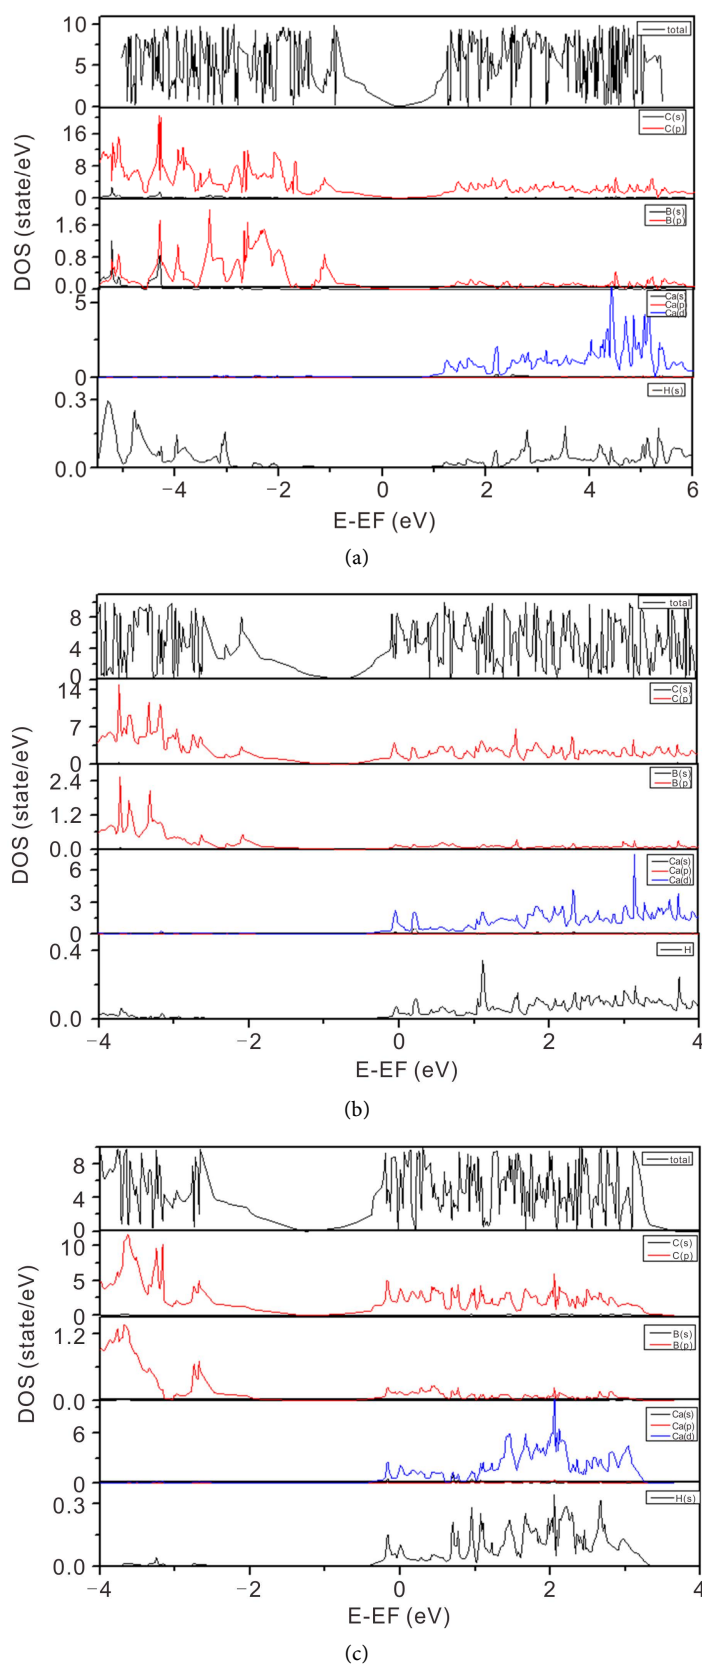 10
5
0
total
16
8
0
C(s)
C(p)
1.6
0.8
0.0
B(s)
B(p)
5
0
Ca(s)
Ca(p)
Ca(d)
0.3
0.0
H(s)
−4 −2 0 2 4 6
DOS (state/eV)
E-EF (eV)
(a)
8
4
0
total
14
7
0
C(s)
C(p)
2.4
1.2
0.0
B(s)
B(p)
6
3
0
Ca(s)
Ca(p)
Ca(d)
0.4
0.0
H
−4 −2 0 2 4
DOS (state/eV)
E-EF (eV)
(b)
8
4
0
total
10
5
0
C(s)
C(p)
1.2
0.0
B(s)
B(p)
6
0
Ca(s)
Ca(p)
Ca(d)
0.3
0.0
H(s)
−4 −2 0 2 4
DOS (state/eV)
E-EF (eV)
(c)